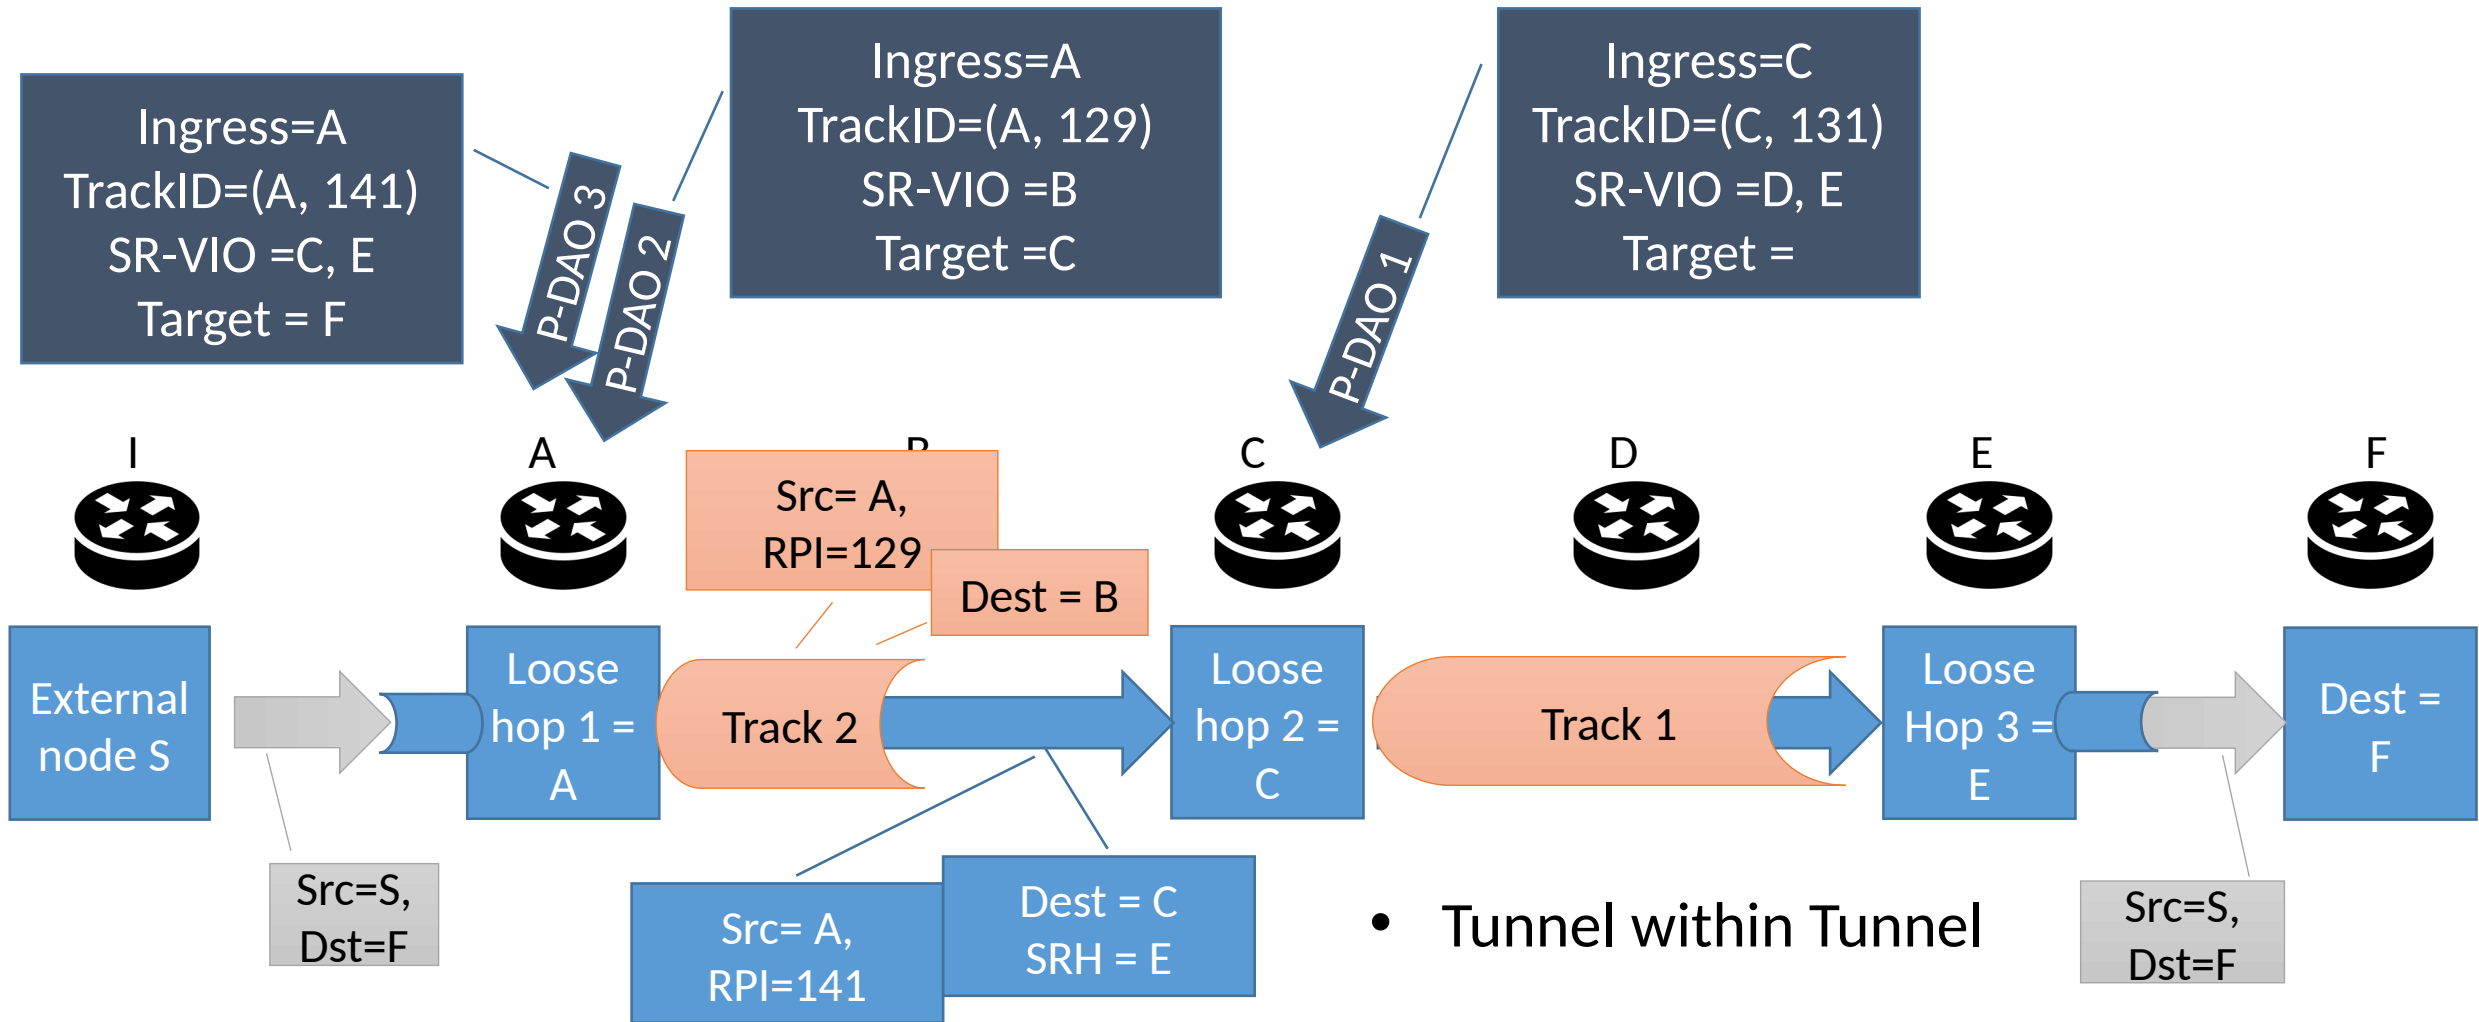 Ingress=A
TrackID=(A, 141)
SR-VIO =C, E
Target = F
P-DAO 3
P-DAO 2
Ingress=A
TrackID=(A, 129)
SR-VIO =B
Target =C
P-DAO 1
Ingress=C
TrackID=(C, 131)
SR-VIO =D, E
Target =
I
A
B
C
D
E
F
Src= A,
RPI=129
Dest = B
External
node S
Loose
hop 1 =
A
Track 2
Loose
hop 2 =
C
Track 1
Loose
Hop 3 =
E
Dest =
F
Src=S,
Dst=F
Src= A,
RPI=141
Dest = C
SRH = E
• Tunnel within Tunnel
Src=S,
Dst=F